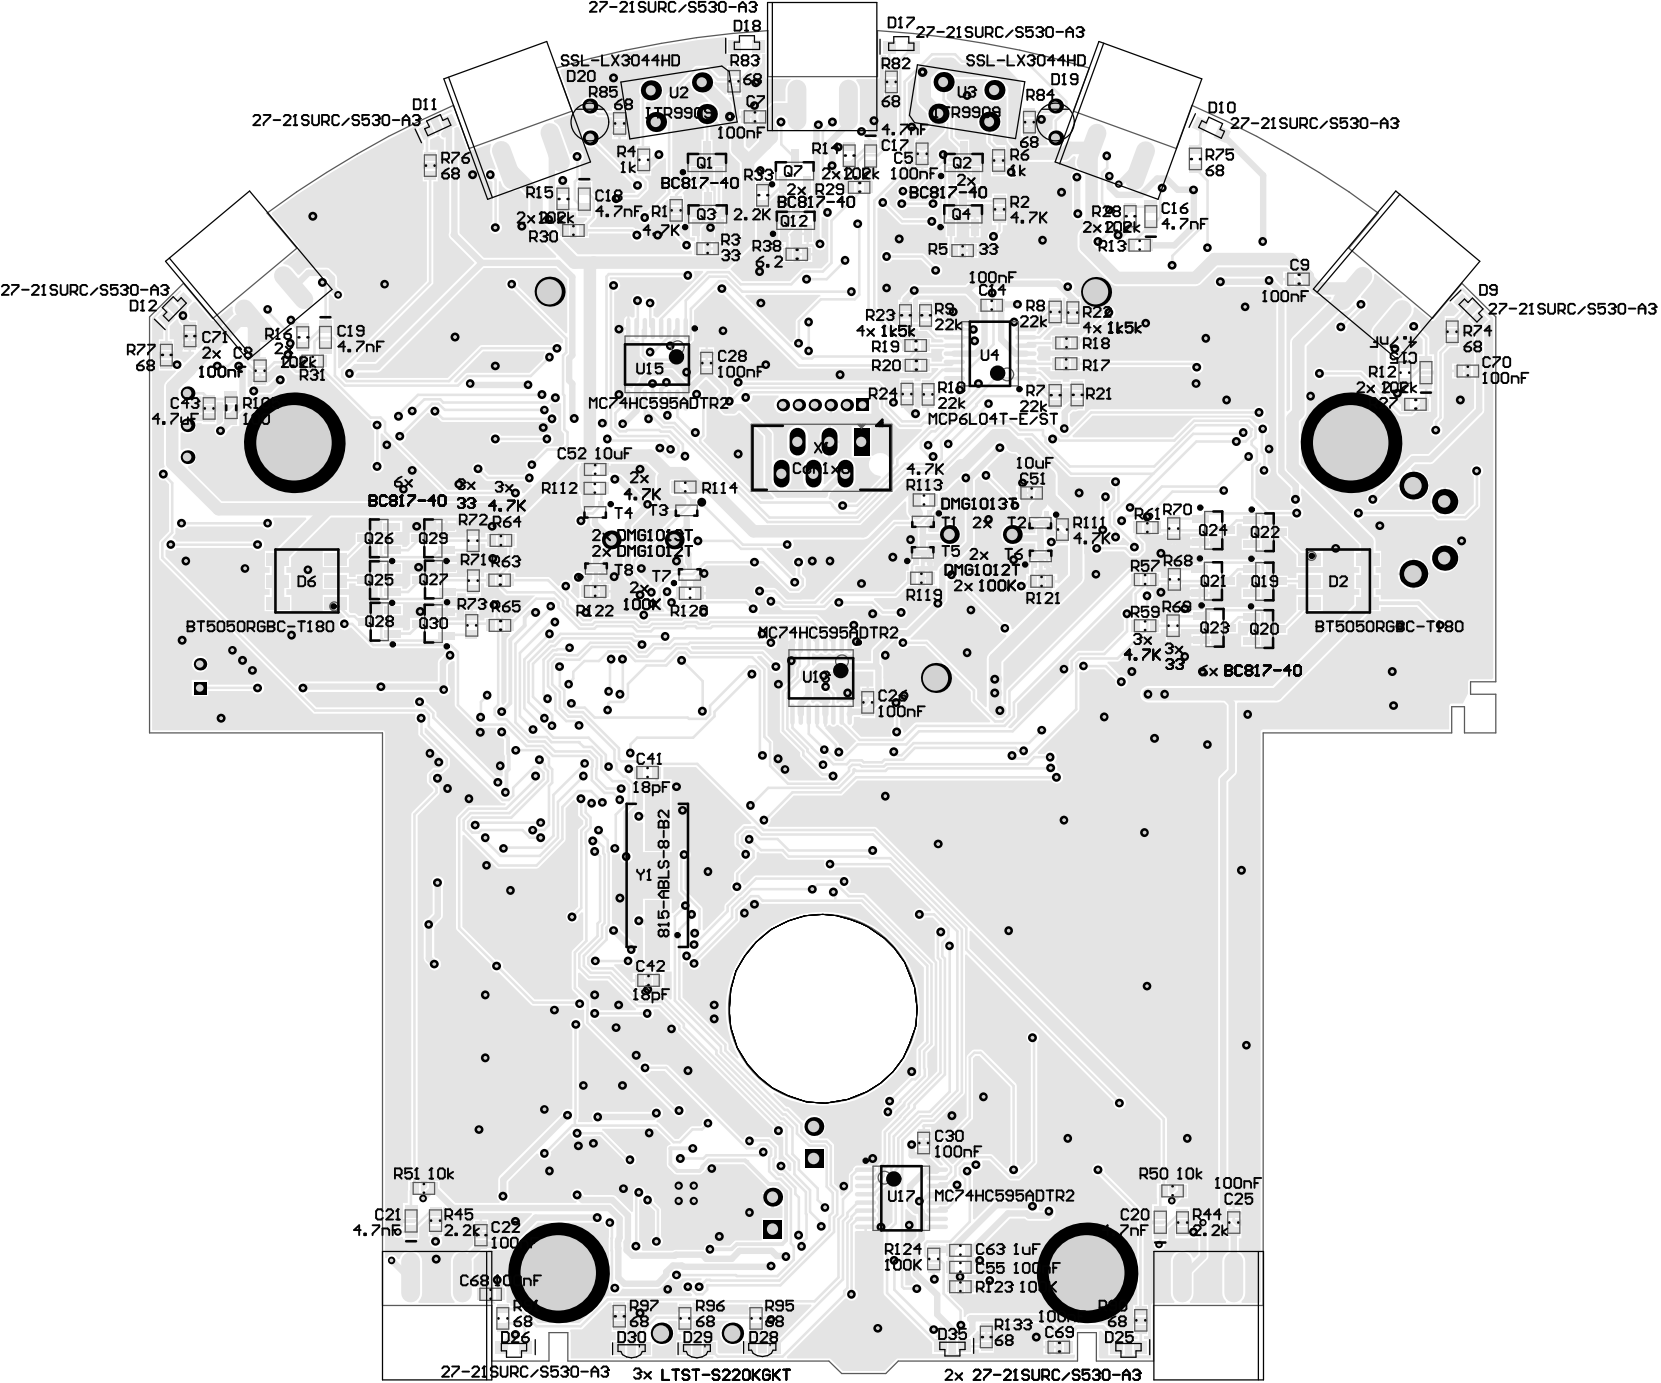 27-21SURC/S530-A3
D18
D17
27-21SURC/S530-A3
SSL-LX3044HD
D20
R83
68
R82
68
SSL-LX3044HD
D19
R85
68
U2
ITR9909
U3
ITR9909
R84
68
D11
27-21SURC/S530-A3
D10
27-21SURC/S530-A3
C7
100nF
4.7nF
C17
R14
R76
68
R4
1k
Q1
BC817-40
R33
Q7
2x
R29
C5
100nF
Q2
2x
BC817-40
R6
1k
R75
68
R15
C18
4.7nF
R30
R1
4.7K
Q3
2.2K
BC817-40
Q12
Q4
R2
4.7K
R28
C16
4.7nF
R13
R3
33
R38
6.2
R5
33
27-21SURC/S530-A3
D12
C9
100nF
D9
27-21SURC/S530-A3
100nF
C14
R23
R9
22k
R8
22k
R22
4x 1k5k
4x 1k5k
R19
R20
R18
R17
U4
R77
68
C71
2x
100nF
C8
R16
C19
4.7nF
R31
U15
C28
100nF
MC74HC595ADTR2
R24
R10
22k
R7
22k
R21
MCP6L04T-E/ST
4.7nF
C15
R12
R74
68
C70
100nF
C43
4.7uF
X1
C52 10uF
R112
2x
4.7K
R114
T4
T3
4.7K
R113
10uF
C51
DMG1013T
T1
2x
T2
R111
4.7K
6x
BC817-40
3x
33
3x
4.7K
R72
R64
Q26
Q29
R71
R63
Q25
Q27
R73
R65
Q28
Q30
D6
BT5050RGBC-T180
2x DMG1013T
2x DMG1012T
T8
T7
2x
100K
R122
R120
T5
2x
T6
DMG1012T
2x 100K
R119
R121
R61
R70
Q24
Q22
R57
R68
Q21
Q19
R59
R69
Q23
Q20
D2
BT5050RGBC-T180
3x
4.7K
3x
33
6x BC817-40
MC74HC595ADTR2
C26
100nF
C41
18pF
Y1
815-ABLS-8-B2
C42
18pF
C30
100nF
U17
MC74HC595ADTR2
R51 10k
C21
4.7nF
R45
2.2k
C22
R50 10k
100nF
C25
C20
R44
2.2k
R124
100K
C63 1uF
C55 100nF
R123 100K
C68
R97
68
R96
68
R95
68
R133
68
C69
68
68
D26
D30
D29
D28
D35
D25
27-21SURC/S530-A3
3x LTST-S220KGKT
2x 27-21SURC/S530-A3